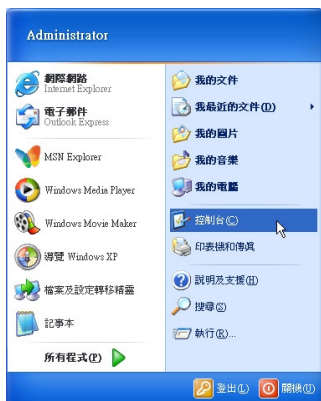 Administrator
網際網路
Internet Explorer
電子郵件
Outlook Express
MSN Explorer
Windows Media Player
Windows Movie Maker
導覽 Windows XP
檔案及設定轉移精靈
記事本
所有程式(P)
我的文件
我最近的文件(D)
我的圖片
我的音樂
我的電腦
控制台(C)
印表機和傳真
說明及支援(H)
搜尋(S)
執行(R)...
登出(L)
關機(U)